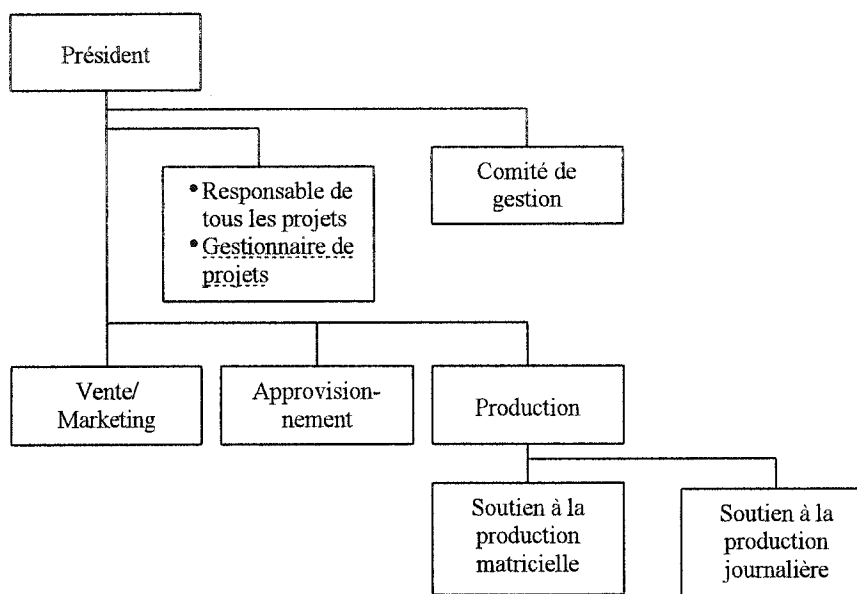 Président
• Responsable de
tous les projets
• Gestionnaire de
projets
Comité de
gestion
Vente/
Marketing
Approvision-
nement
Production
Soutien à la
production
matricielle
Soutien à la
production
journalière